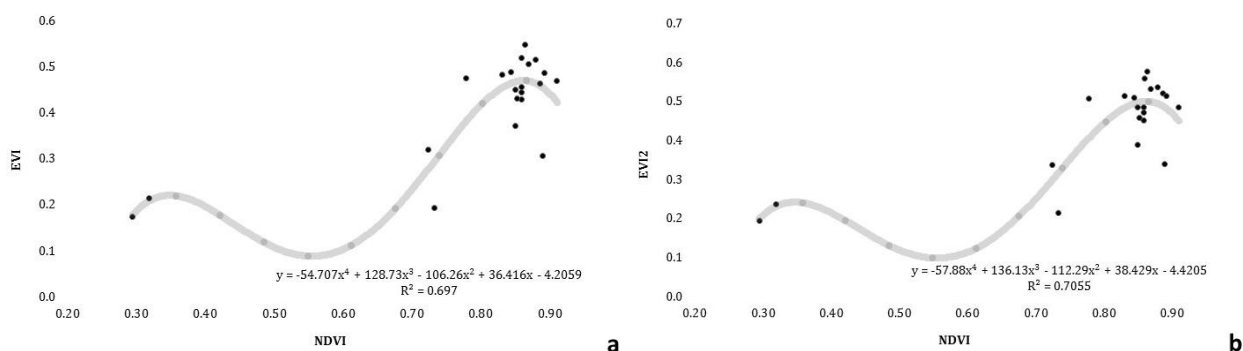 0.6
0.5
0.4
0.3
0.2
0.1
0.0
EVI
y = -54.707x⁴ + 128.73x³ - 106.26x² + 36.416x - 4.2059
R² = 0.697
0.20 0.30 0.40 0.50 0.60 0.70 0.80 0.90
NDVI
a
0.7
0.6
0.5
0.4
0.3
0.2
0.1
0.0
EVI2
y = -57.88x⁴ + 136.13x³ - 112.29x² + 38.429x - 4.4205
R² = 0.7055
0.20 0.30 0.40 0.50 0.60 0.70 0.80 0.90
NDVI
b